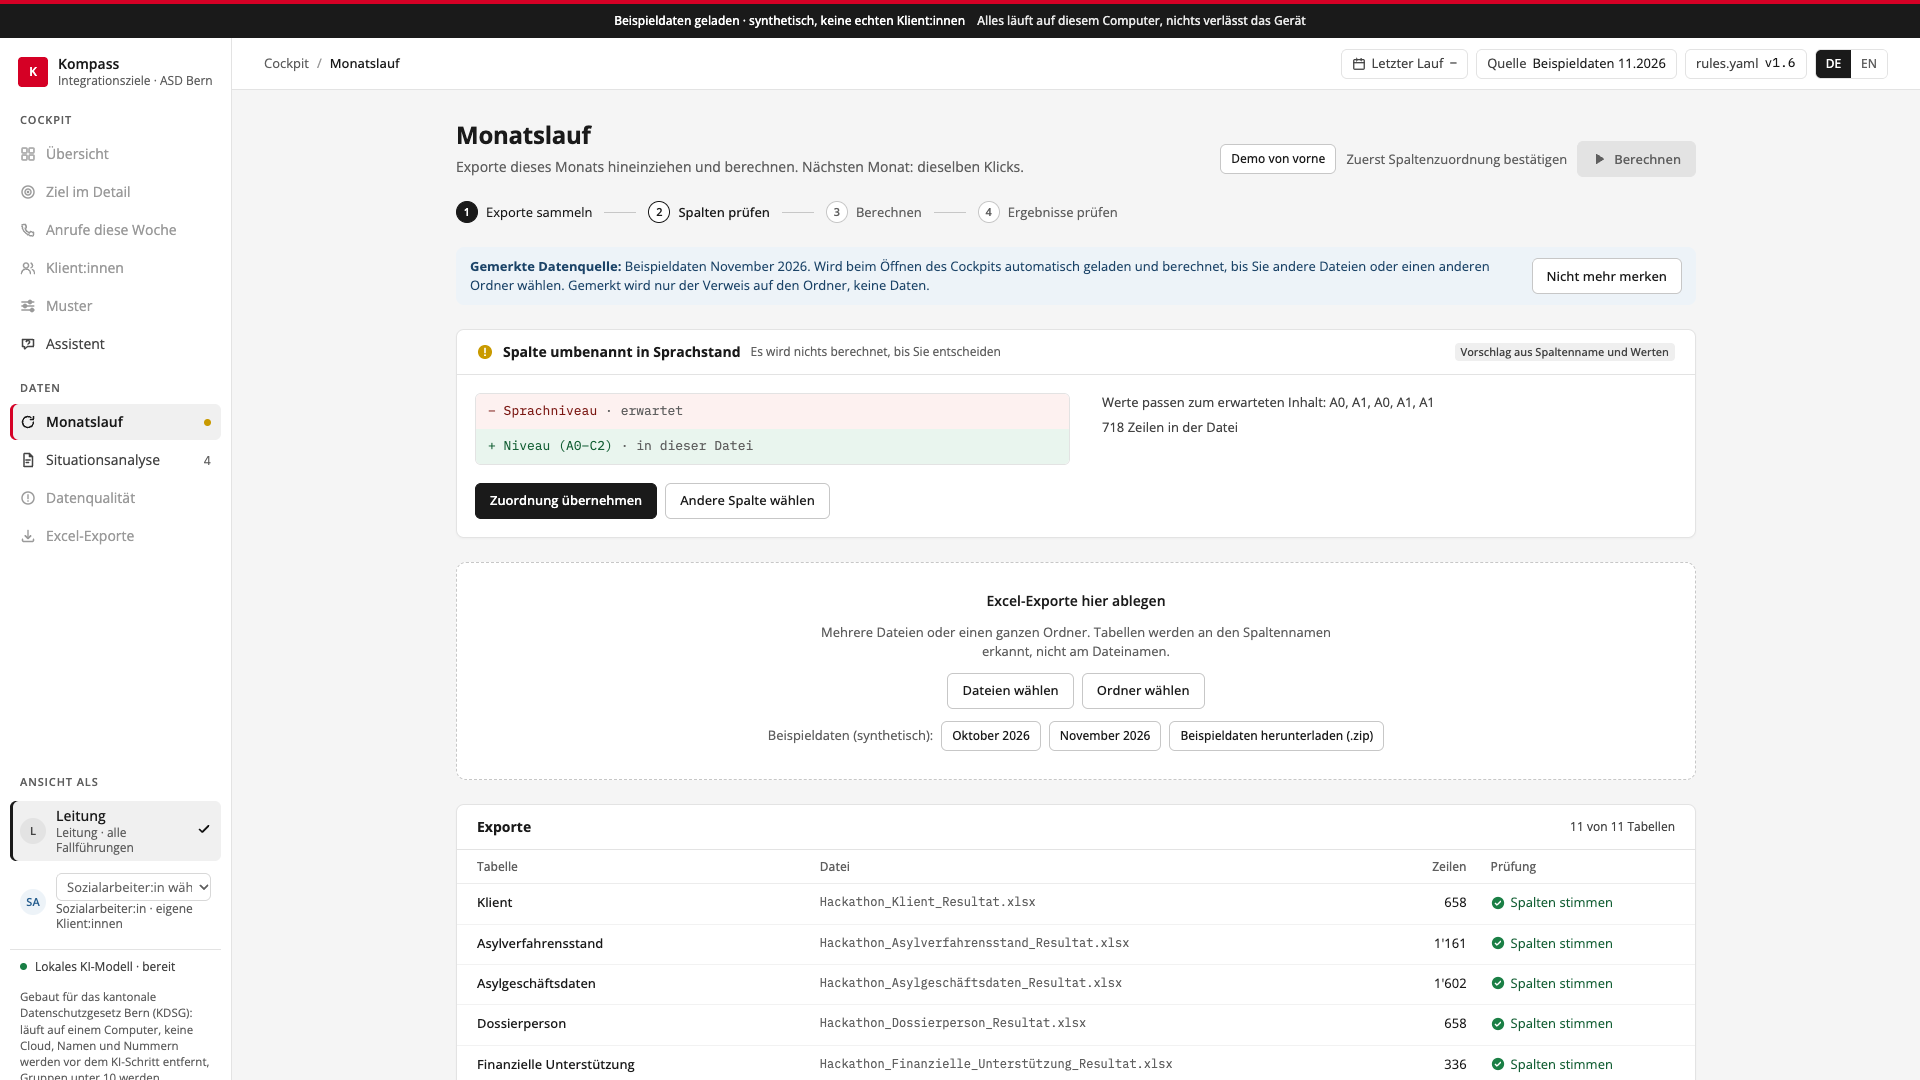 Beispieldaten geladen · synthetisch, keine echten Klient:innen Alles läuft auf diesem Computer, nichts verlässt das Gerät
K
Kompass
Integrationsziele · ASD Bern
COCKPIT
Übersicht
Ziel im Detail
Anrufe diese Woche
Klient:innen
Muster
Assistent
DATEN
Monatslauf
Situationsanalyse 4
Datenqualität
Excel-Exporte
ANSICHT ALS
L
Leitung
Leitung · alle
Fallführungen
SA
Sozialarbeiter:in wäh
Sozialarbeiter:in · eigene
Klient:innen
Lokales KI-Modell · bereit
Gebaut für das kantonale
Datenschutzgesetz Bern (KDSG):
läuft auf einem Computer, keine
Cloud, Namen und Nummern
werden vor dem KI-Schritt entfernt,
Gruppen unter 10 werden
Cockpit / Monatslauf
Letzter Lauf –
Quelle Beispieldaten 11.2026
rules.yaml v1.6
DE EN
Monatslauf
Exporte dieses Monats hineinziehen und berechnen. Nächsten Monat: dieselben Klicks.
Demo von vorne
Zuerst Spaltenzuordnung bestätigen
Berechnen
1 Exporte sammeln
2 Spalten prüfen
3 Berechnen
4 Ergebnisse prüfen
Gemerkte Datenquelle: Beispieldaten November 2026. Wird beim Öffnen des Cockpits automatisch geladen und berechnet, bis Sie andere Dateien oder einen anderen
Ordner wählen. Gemerkt wird nur der Verweis auf den Ordner, keine Daten.
Nicht mehr merken
Spalte umbenannt in Sprachstand Es wird nichts berechnet, bis Sie entscheiden
Vorschlag aus Spaltenname und Werten
− Sprachniveau · erwartet
+ Niveau (A0–C2) · in dieser Datei
Werte passen zum erwarteten Inhalt: A0, A1, A0, A1, A1
718 Zeilen in der Datei
Zuordnung übernehmen
Andere Spalte wählen
Excel-Exporte hier ablegen
Mehrere Dateien oder einen ganzen Ordner. Tabellen werden an den Spaltennamen
erkannt, nicht am Dateinamen.
Dateien wählen
Ordner wählen
Beispieldaten (synthetisch): Oktober 2026 November 2026 Beispieldaten herunterladen (.zip)
Exporte 11 von 11 Tabellen
Tabelle Datei Zeilen Prüfung
Klient Hackathon_Klient_Resultat.xlsx 658 Spalten stimmen
Asylverfahrensstand Hackathon_Asylverfahrensstand_Resultat.xlsx 1'161 Spalten stimmen
Asylgeschäftsdaten Hackathon_Asylgeschäftsdaten_Resultat.xlsx 1'602 Spalten stimmen
Dossierperson Hackathon_Dossierperson_Resultat.xlsx 658 Spalten stimmen
Finanzielle Unterstützung Hackathon_Finanzielle_Unterstützung_Resultat.xlsx 336 Spalten stimmen